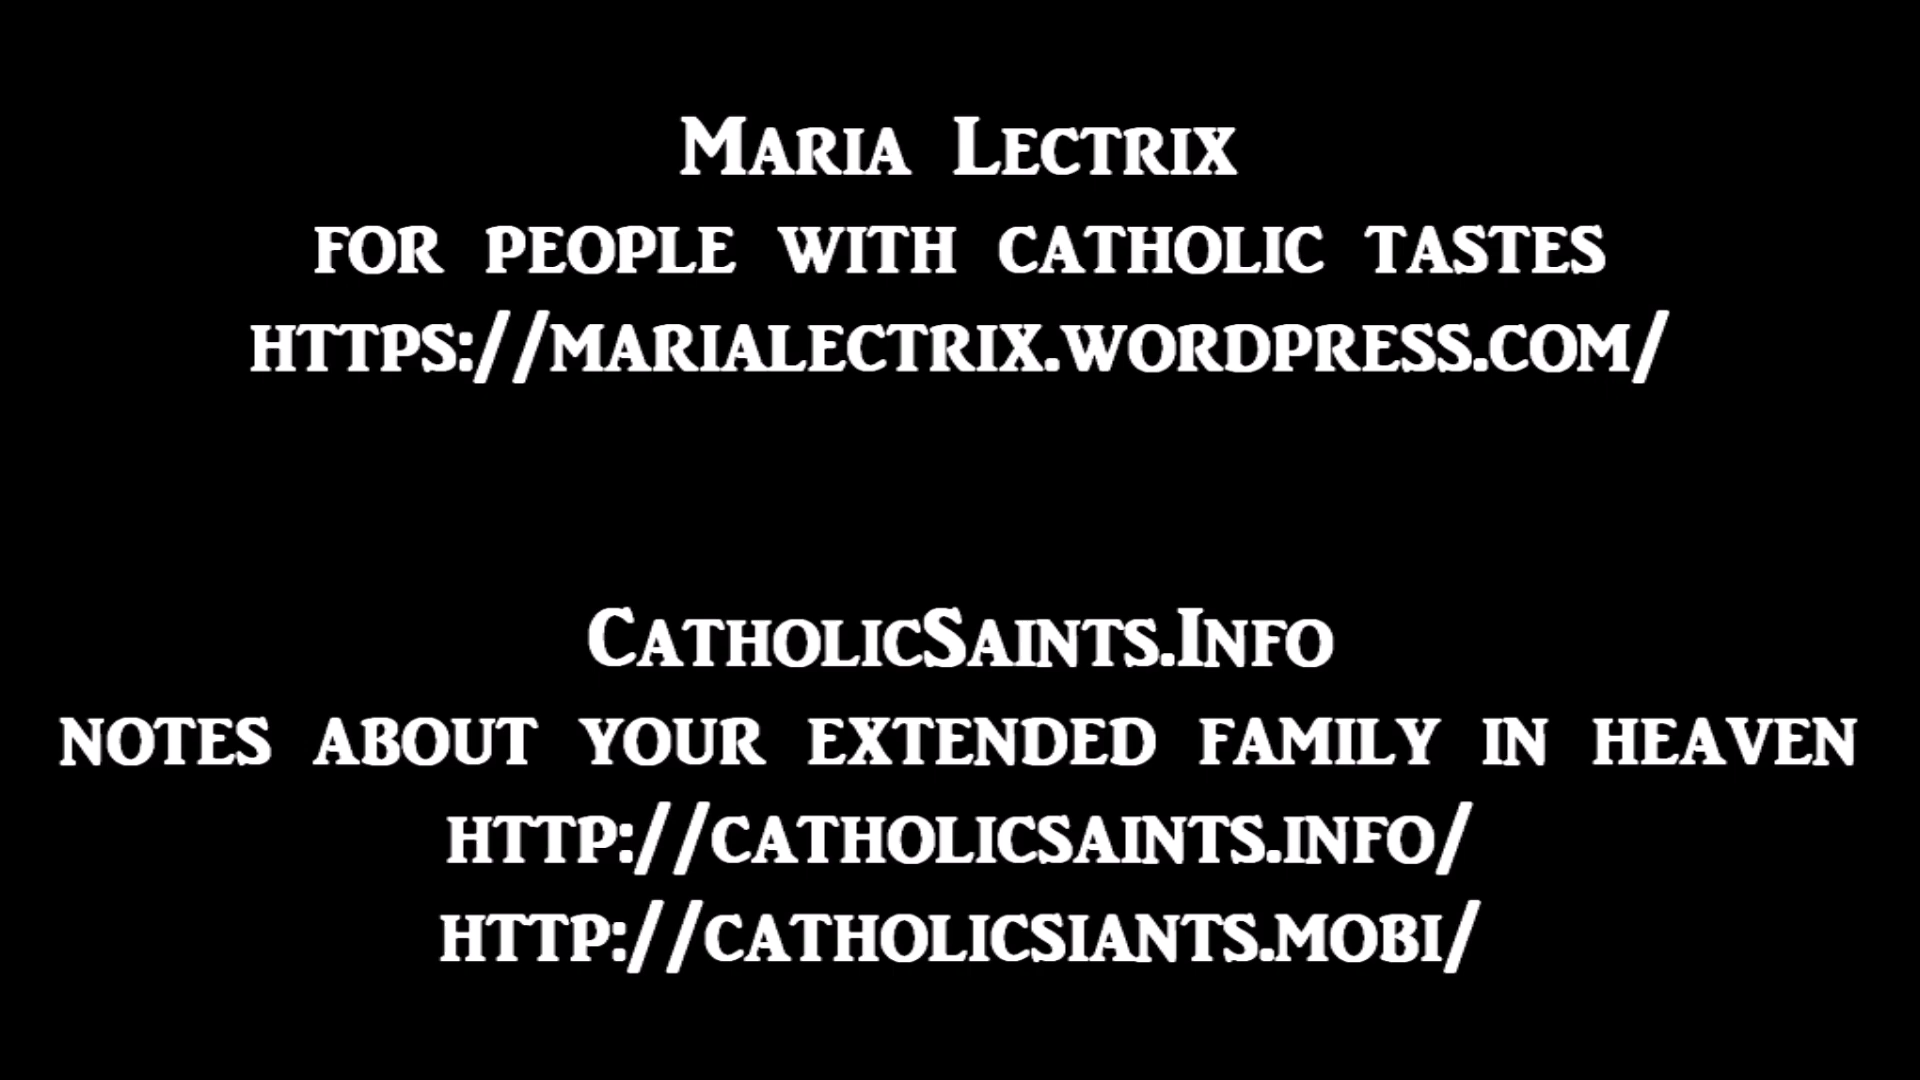 Maria Lectrix
for people with catholic tastes
https://marialectrix.wordpress.com/
CatholicSaints.Info
notes about your extended family in heaven
http://catholicsaints.info/
http://catholicsiants.mobi/